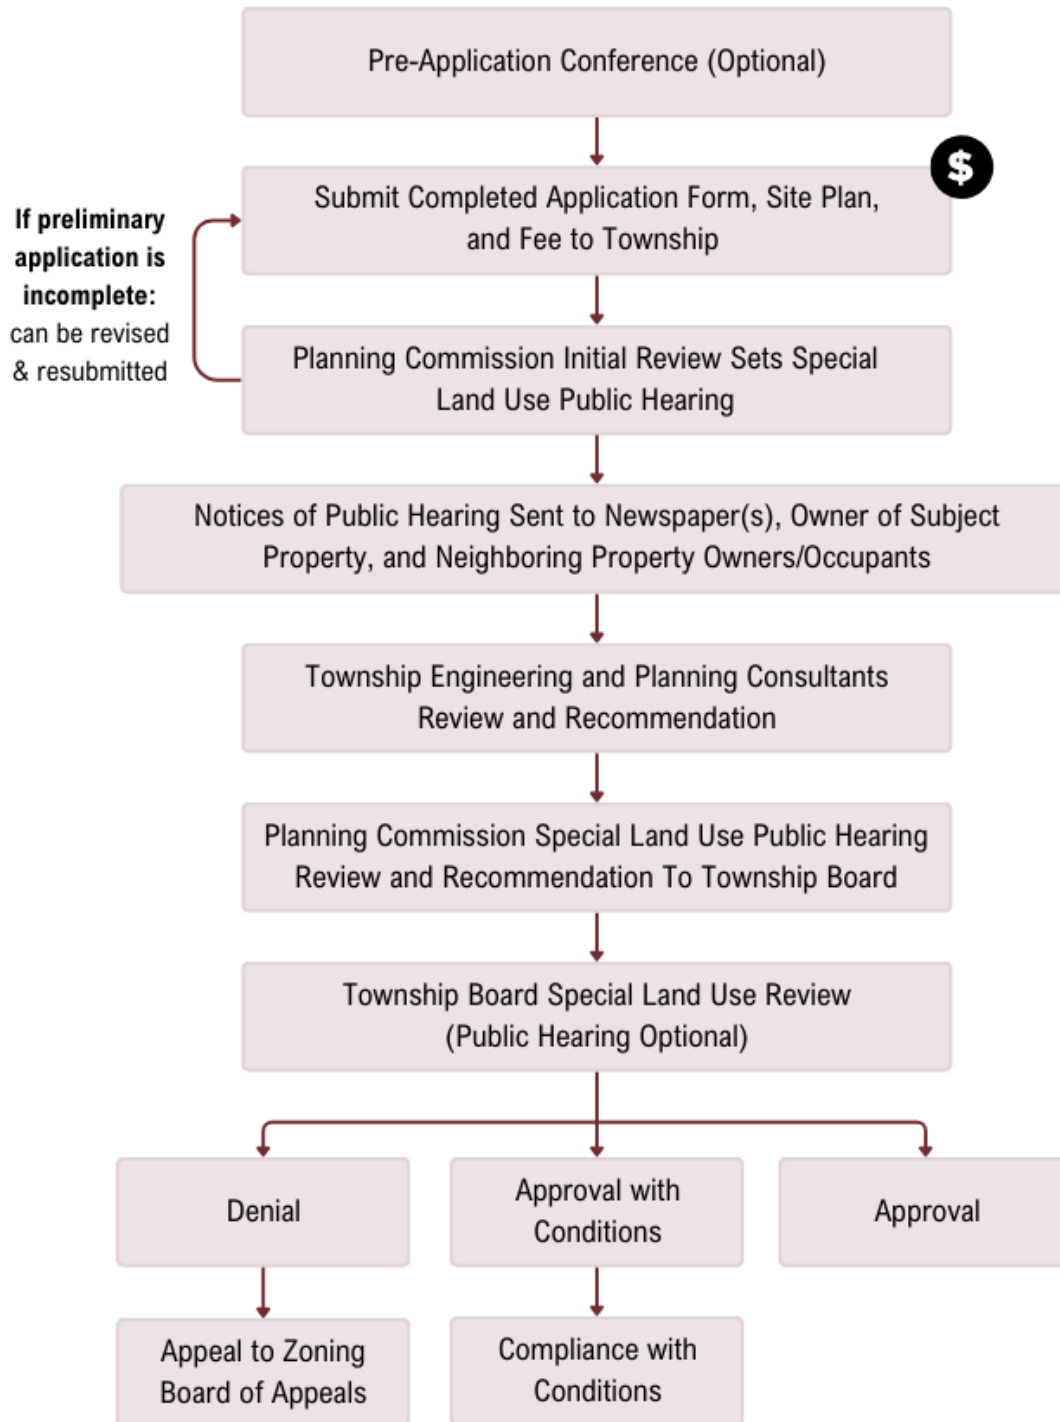 Pre-Application Conference (Optional)
$
Submit Completed Application Form, Site Plan,
and Fee to Township
If preliminary
application is
incomplete:
can be revised
& resubmitted
Planning Commission Initial Review Sets Special
Land Use Public Hearing
Notices of Public Hearing Sent to Newspaper(s), Owner of Subject
Property, and Neighboring Property Owners/Occupants
Township Engineering and Planning Consultants
Review and Recommendation
Planning Commission Special Land Use Public Hearing
Review and Recommendation To Township Board
Township Board Special Land Use Review
(Public Hearing Optional)
Denial
Approval with
Conditions
Approval
Appeal to Zoning
Board of Appeals
Compliance with
Conditions